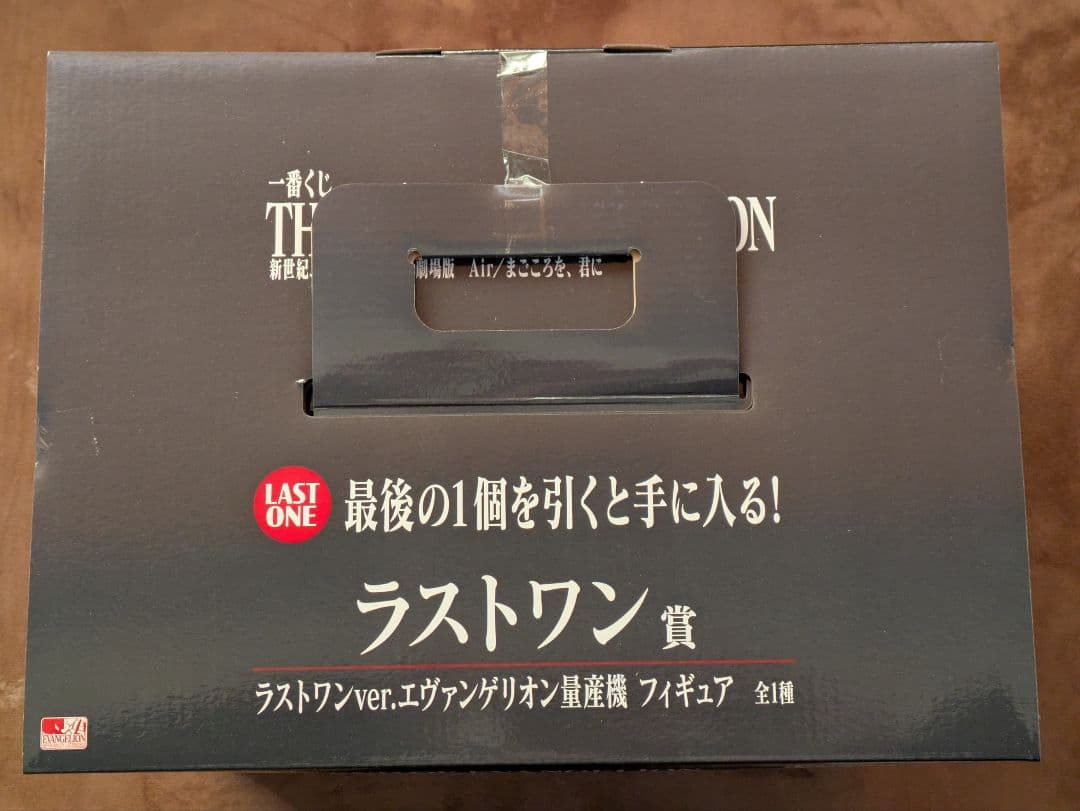 一番くじ
TH ON
新世紀 劇場版 Air/まごころを、君に
LAST ONE 最後の1個を引くと手に入る!
ラストワン賞
ラストワンver.エヴァンゲリオン量産機 フィギュア 全1種
EVANGELION